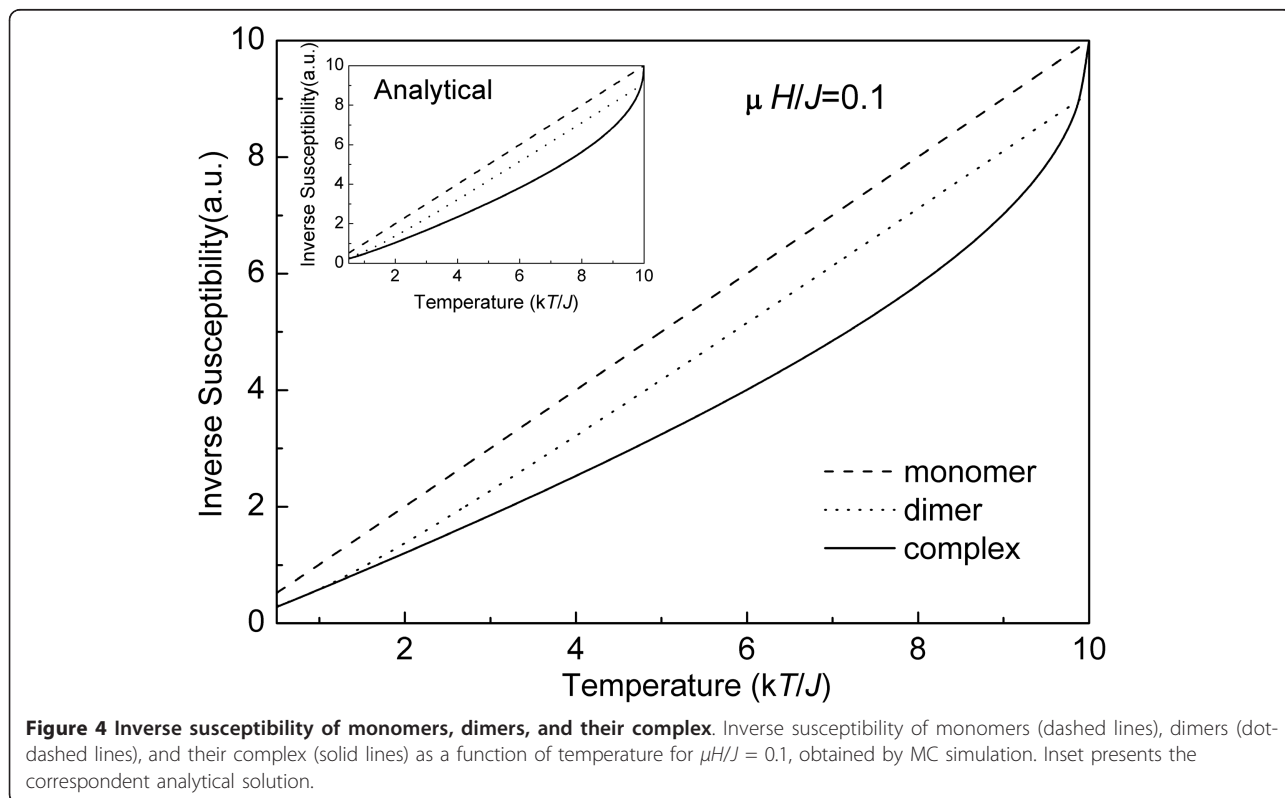 10
8
6
4
2
0
Inverse Susceptibility(a.u.)
10
8
6
4
2
0
Inverse Susceptibility(a.u.)
Analytical
2 4 6 8 10
Temperature (kT/J)
μ H/J=0.1
monomer
dimer
complex
2 4 6 8 10
Temperature (kT/J)
Figure 4 Inverse susceptibility of monomers, dimers, and their complex. Inverse susceptibility of monomers (dashed lines), dimers (dot-
dashed lines), and their complex (solid lines) as a function of temperature for μH/J = 0.1, obtained by MC simulation. Inset presents the
correspondent analytical solution.